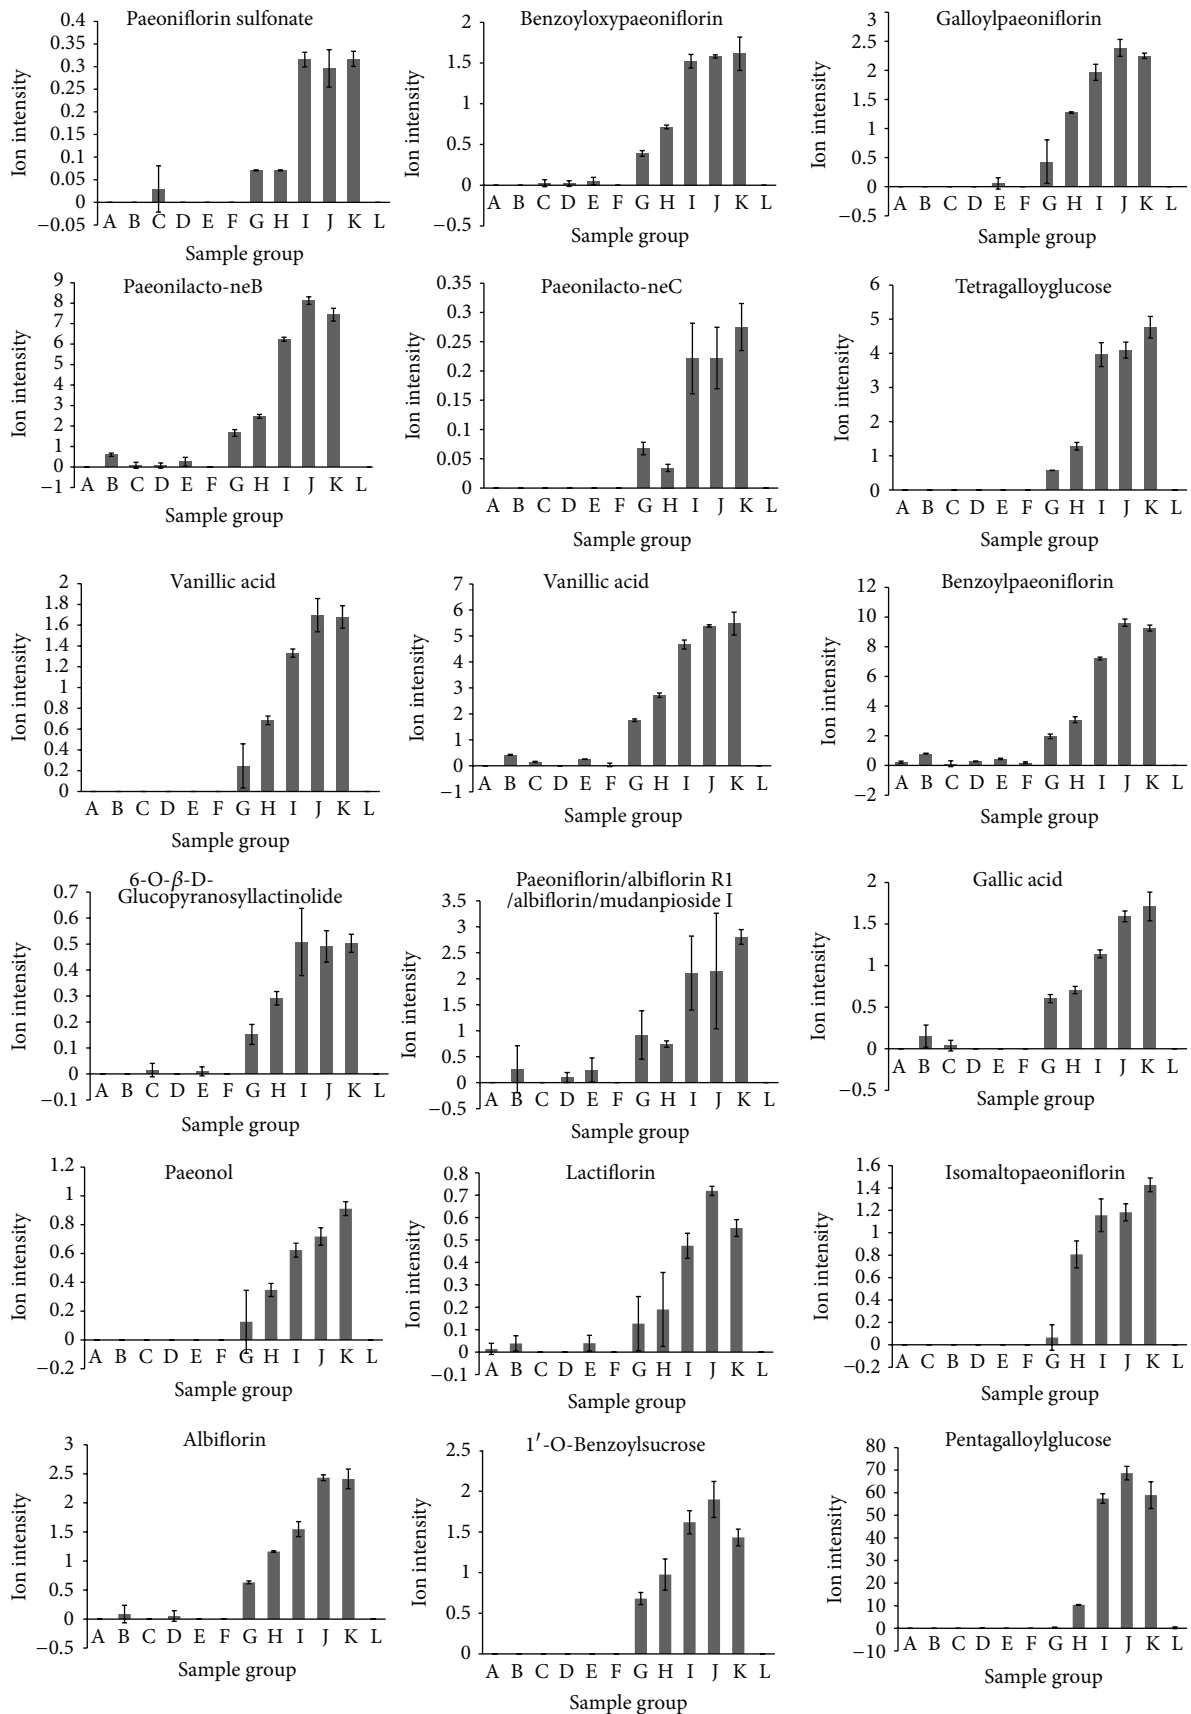 Paeoniflorin sulfonate
0.4
0.35
0.3
0.25
0.2
0.15
0.1
0.05
0
−0.05
Ion intensity
A B C D E F G H I J K L
Sample group
Benzoyloxypaeoniflorin
2
1.5
1
0.5
0
−0.5
Ion intensity
A B C D E F G H I J K L
Sample group
Galloylpaeoniflorin
3
2.5
2
1.5
1
0.5
0
−0.5
Ion intensity
A B C D E F G H I J K L
Sample group
Paeonilacto-neB
9
8
7
6
5
4
3
2
1
0
−1
Ion intensity
A B C D E F G H I J K L
Sample group
Paeonilacto-neC
0.35
0.3
0.25
0.2
0.15
0.1
0.05
0
Ion intensity
A B C D E F G H I J K L
Sample group
Tetragalloyglucose
6
5
4
3
2
1
0
Ion intensity
A B C D E F G H I J K L
Sample group
Vanillic acid
2
1.8
1.6
1.4
1.2
1
0.8
0.6
0.4
0.2
0
Ion intensity
A B C D E F G H I J K L
Sample group
Vanillic acid
7
6
5
4
3
2
1
0
−1
Ion intensity
A B C D E F G H I J K L
Sample group
Benzoylpaeoniflorin
12
10
8
6
4
2
0
−2
Ion intensity
A B C D E F G H I J K L
Sample group
6-O-β-D-
Glucopyranosyllactinolide
0.7
0.6
0.5
0.4
0.3
0.2
0.1
0
−0.1
Ion intensity
A B C D E F G H I J K L
Sample group
Paeoniflorin/albiflorin R1
/albiflorin/mudanpioside I
3.5
3
2.5
2
1.5
1
0.5
0
−0.5
Ion intensity
A B C D E F G H I J K L
Sample group
Gallic acid
2
1.5
1
0.5
0
−0.5
Ion intensity
A B C D E F G H I J K L
Sample group
Paeonol
1.2
1
0.8
0.6
0.4
0.2
0
−0.2
Ion intensity
A B C D E F G H I J K L
Sample group
Lactiflorin
0.8
0.7
0.6
0.5
0.4
0.3
0.2
0.1
0
−0.1
Ion intensity
A B C D E F G H I J K L
Sample group
Isomaltopaeoniflorin
1.6
1.4
1.2
1
0.8
0.6
0.4
0.2
0
−0.2
Ion intensity
A C B D E F G H I J K L
Sample group
Albiflorin
3
2.5
2
1.5
1
0.5
0
−0.5
Ion intensity
A B C D E F G H I J K L
Sample group
1′-O-Benzoylsucrose
2.5
2
1.5
1
0.5
0
Ion intensity
A B C D E F G H I J K L
Sample group
Pentagalloylglucose
80
70
60
50
40
30
20
10
0
−10
Ion intensity
A B C D E F G H I J K L
Sample group